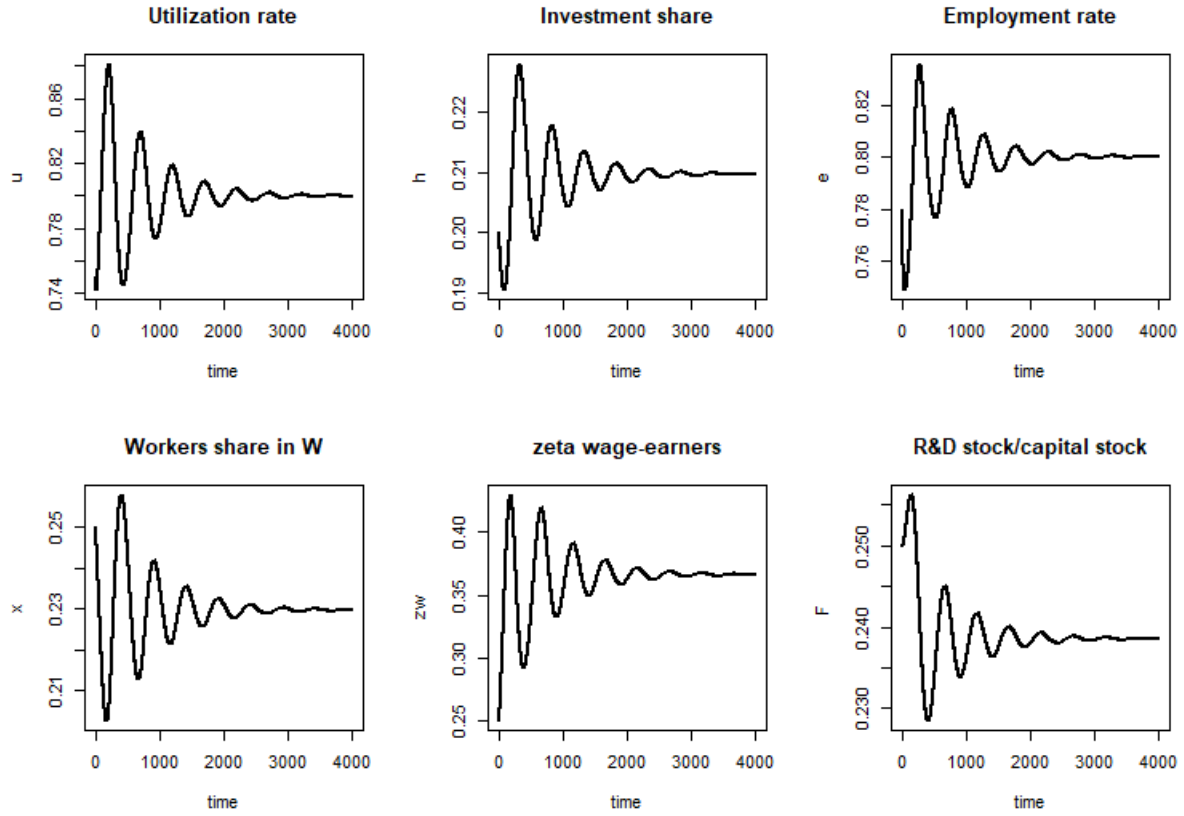 Utilization rate
u
0.74 0.78 0.82 0.86
0 1000 2000 3000 4000
time
Investment share
h
0.19 0.20 0.21 0.22
0 1000 2000 3000 4000
time
Employment rate
e
0.76 0.78 0.80 0.82
0 1000 2000 3000 4000
time
Workers share in W
x
0.21 0.23 0.25
0 1000 2000 3000 4000
time
zeta wage-earners
zw
0.25 0.30 0.35 0.40
0 1000 2000 3000 4000
time
R&D stock/capital stock
F
0.230 0.240 0.250
0 1000 2000 3000 4000
time